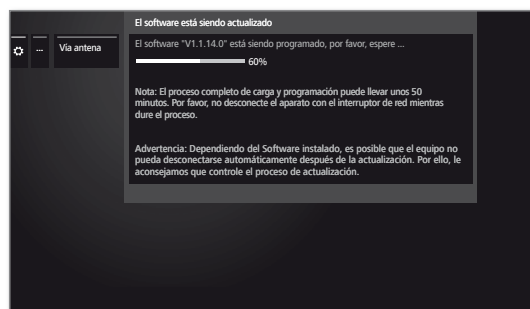 El software está siendo actualizado
... Vía antena
El software "V1.1.14.0" está siendo programado, por favor, espere ...
60%
Nota: El proceso completo de carga y programación puede llevar unos 50
minutos. Por favor, no desconecte el aparato con el interruptor de red mientras
dure el proceso.
Advertencia: Dependiendo del Software instalado, es posible que el equipo no
pueda desconectarse automáticamente después de la actualización. Por ello, le
aconsejamos que controle el proceso de actualización.